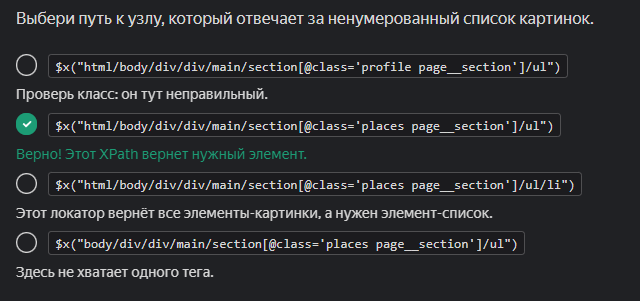 Выбери путь к узлу, который отвечает за ненумерованный список картинок.
$x("html/body/div/div/main/section[@class='profile page__section']/ul")
Проверь класс: он тут неправильный.
$x("html/body/div/div/main/section[@class='places page__section']/ul")
Верно! Этот XPath вернет нужный элемент.
$x("html/body/div/div/main/section[@class='places page__section']/ul/li")
Этот локатор вернёт все элементы-картинки, а нужен элемент-список.
$x("body/div/div/main/section[@class='places page__section']/ul")
Здесь не хватает одного тега.